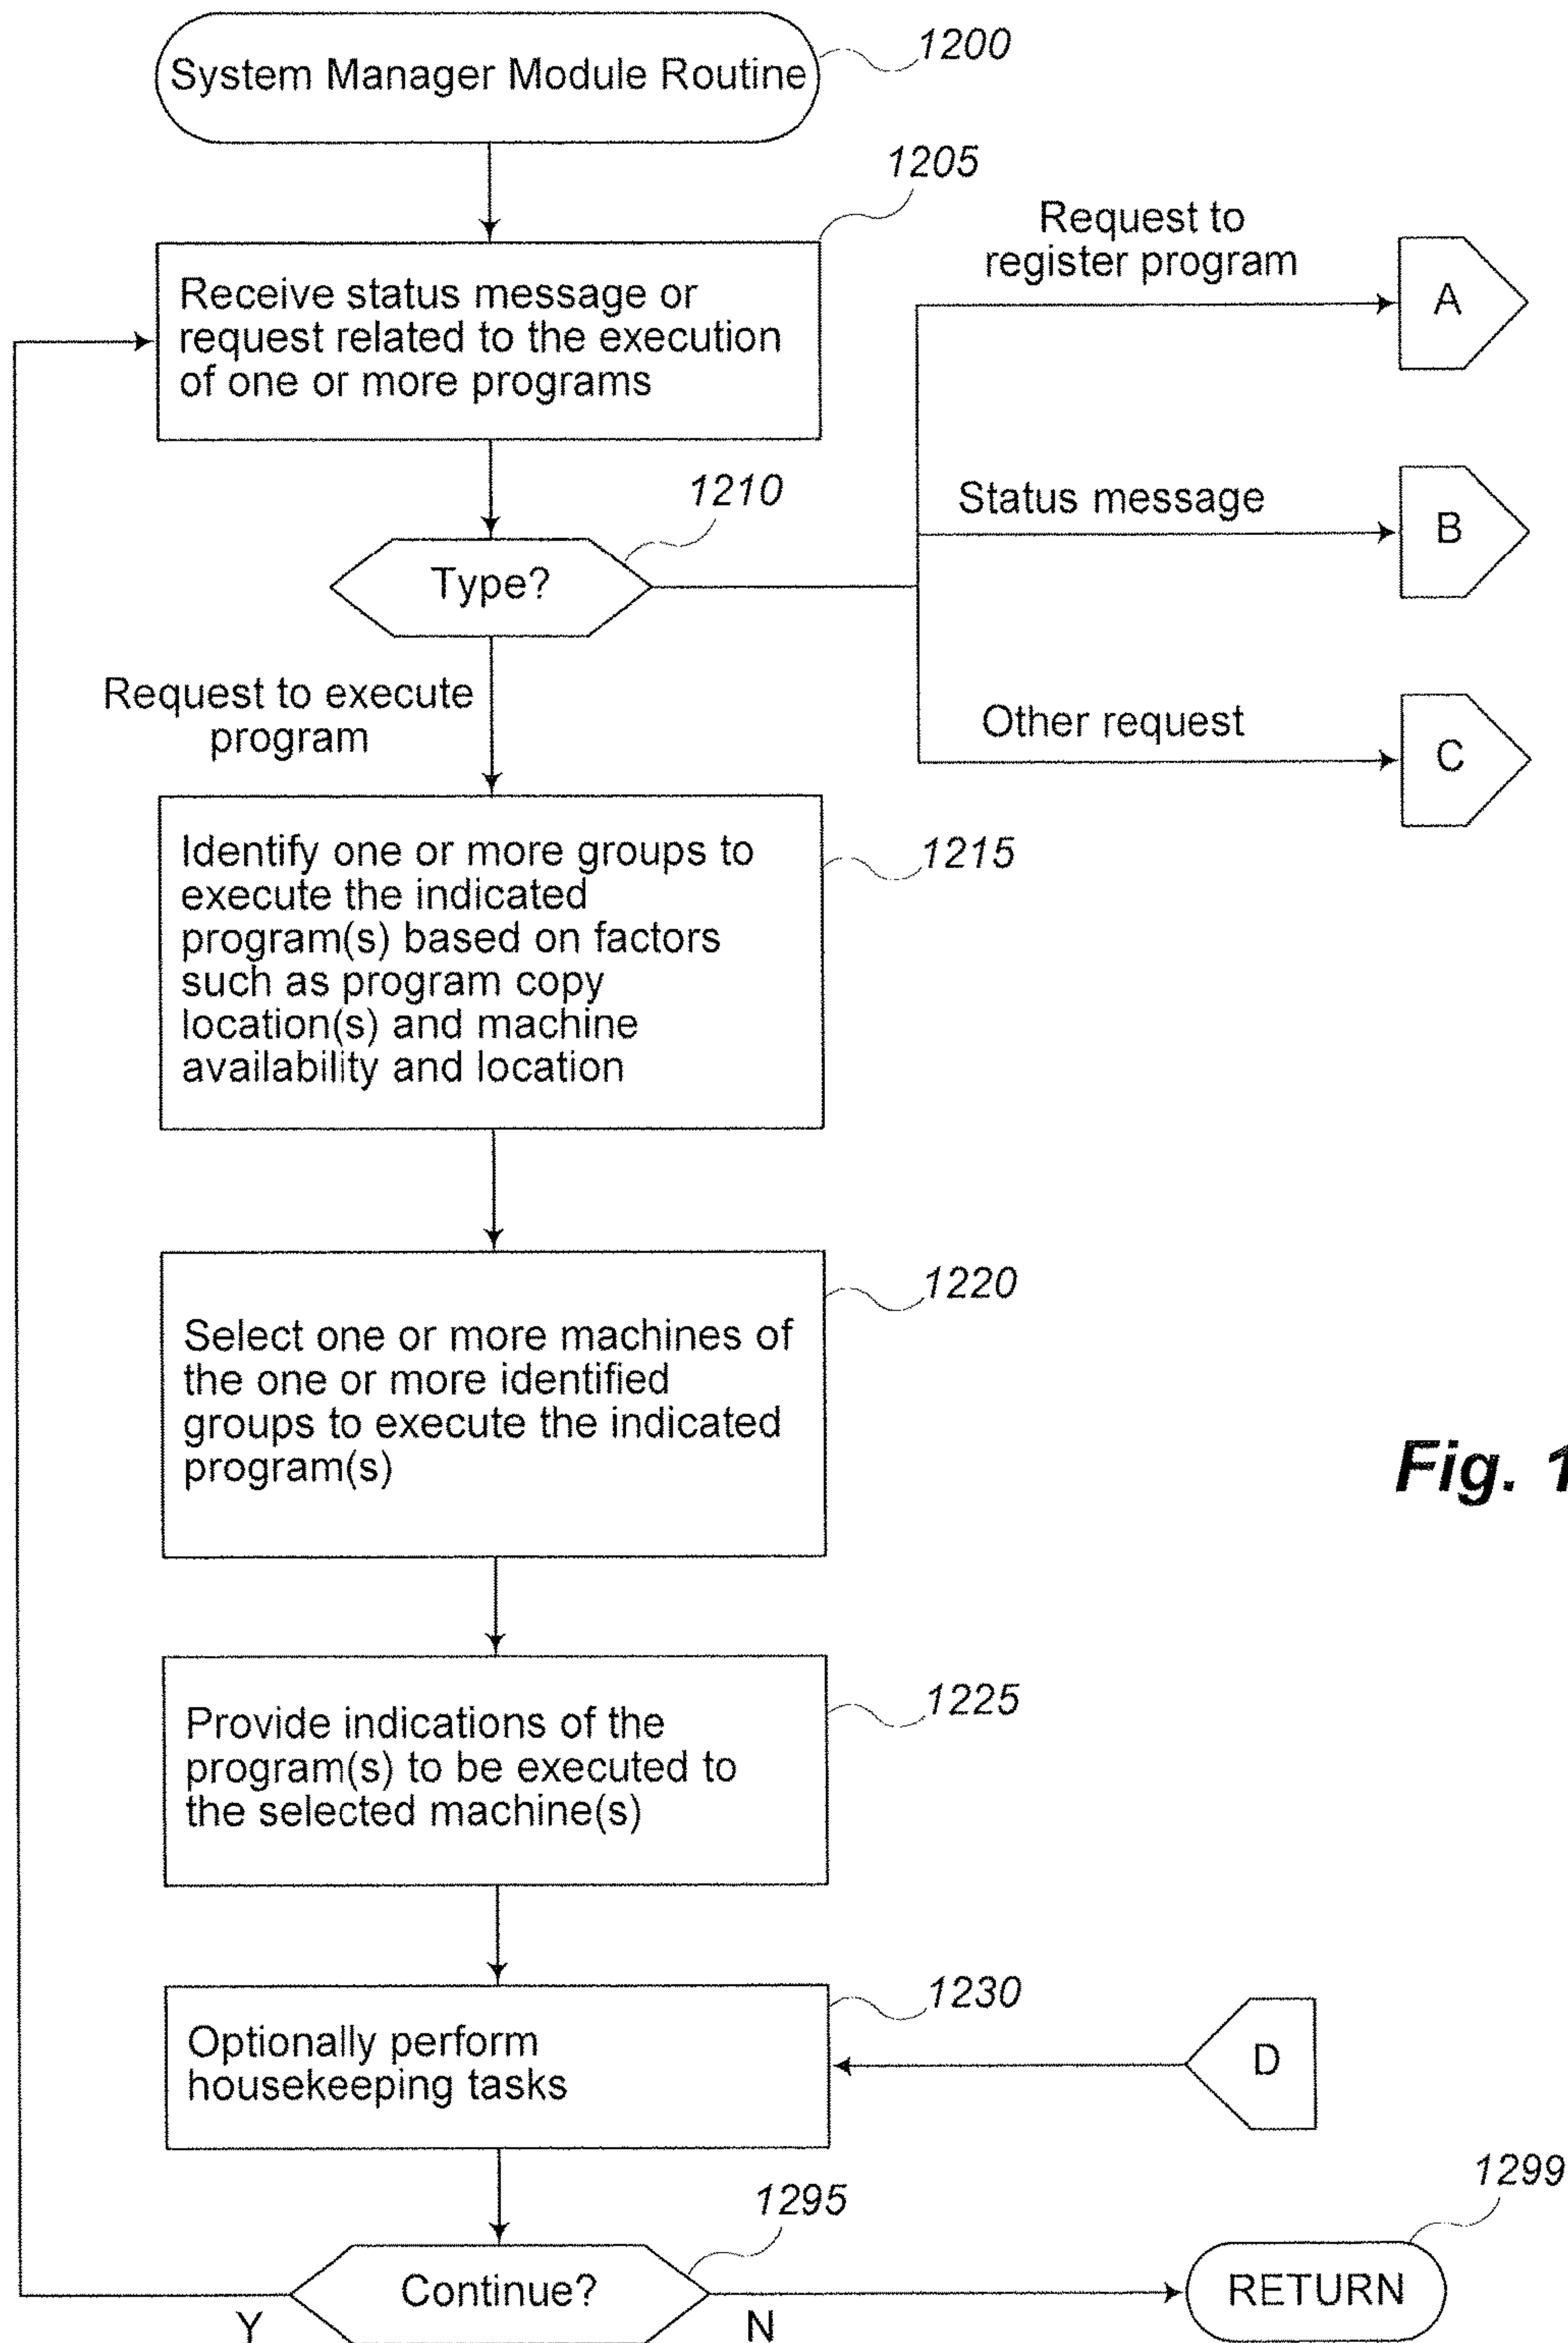 System Manager Module Routine
1200
1205
Receive status message or
request related to the execution
of one or more programs
Request to
register program
A
1210
Type?
Status message
B
Request to execute
program
Other request
C
Identify one or more groups to
execute the indicated
program(s) based on factors
such as program copy
location(s) and machine
availability and location
1215
Select one or more machines of
the one or more identified
groups to execute the indicated
program(s)
1220
Fig. 1
Provide indications of the
program(s) to be executed to
the selected machine(s)
1225
Optionally perform
housekeeping tasks
1230
D
1295
Continue?
Y
N
1299
RETURN